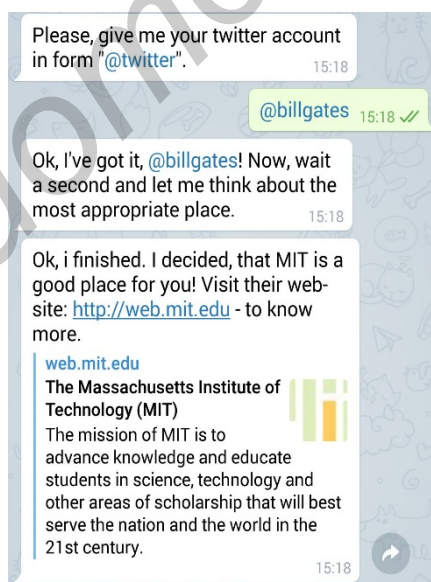 Please, give me your twitter account
in form "@twitter".
15:18
@billgates 15:18
Ok, I've got it, @billgates! Now, wait
a second and let me think about the
most appropriate place.
15:18
Ok, i finished. I decided, that MIT is a
good place for you! Visit their web-
site: http://web.mit.edu - to know
more.
web.mit.edu
The Massachusetts Institute of
Technology (MIT)
The mission of MIT is to
advance knowledge and educate
students in science, technology and
other areas of scholarship that will best
serve the nation and the world in the
21st century.
15:18